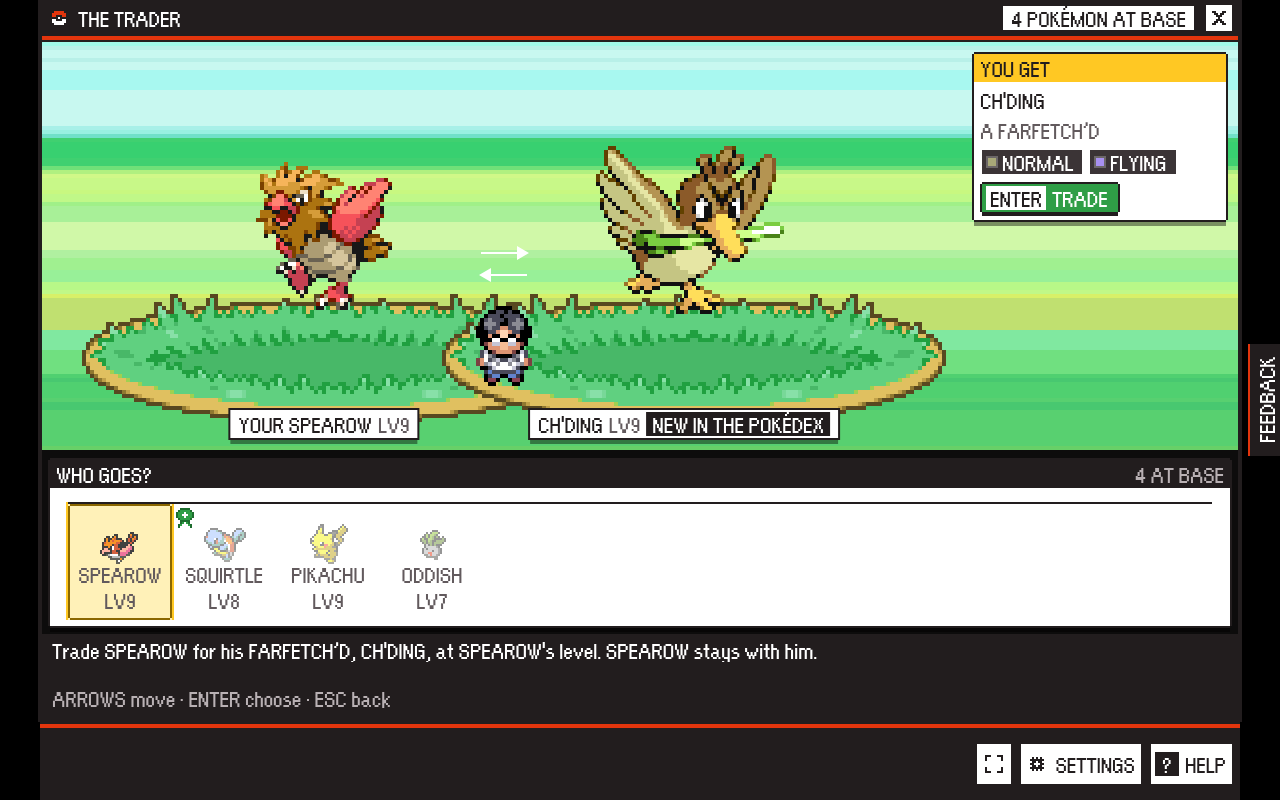 THE TRADER
4 POKÉMON AT BASE X
YOU GET
CH'DING
A FARFETCH'D
NORMAL FLYING
ENTER TRADE
YOUR SPEAROW LV9
CH'DING LV9 NEW IN THE POKÉDEX
FEEDBACK
WHO GOES?
4 AT BASE
SPEAROW SQUIRTLE PIKACHU ODDISH
LV9 LV8 LV9 LV7
Trade SPEAROW for his FARFETCH'D, CH'DING, at SPEAROW's level. SPEAROW stays with him.
ARROWS move · ENTER choose · ESC back
SETTINGS ? HELP